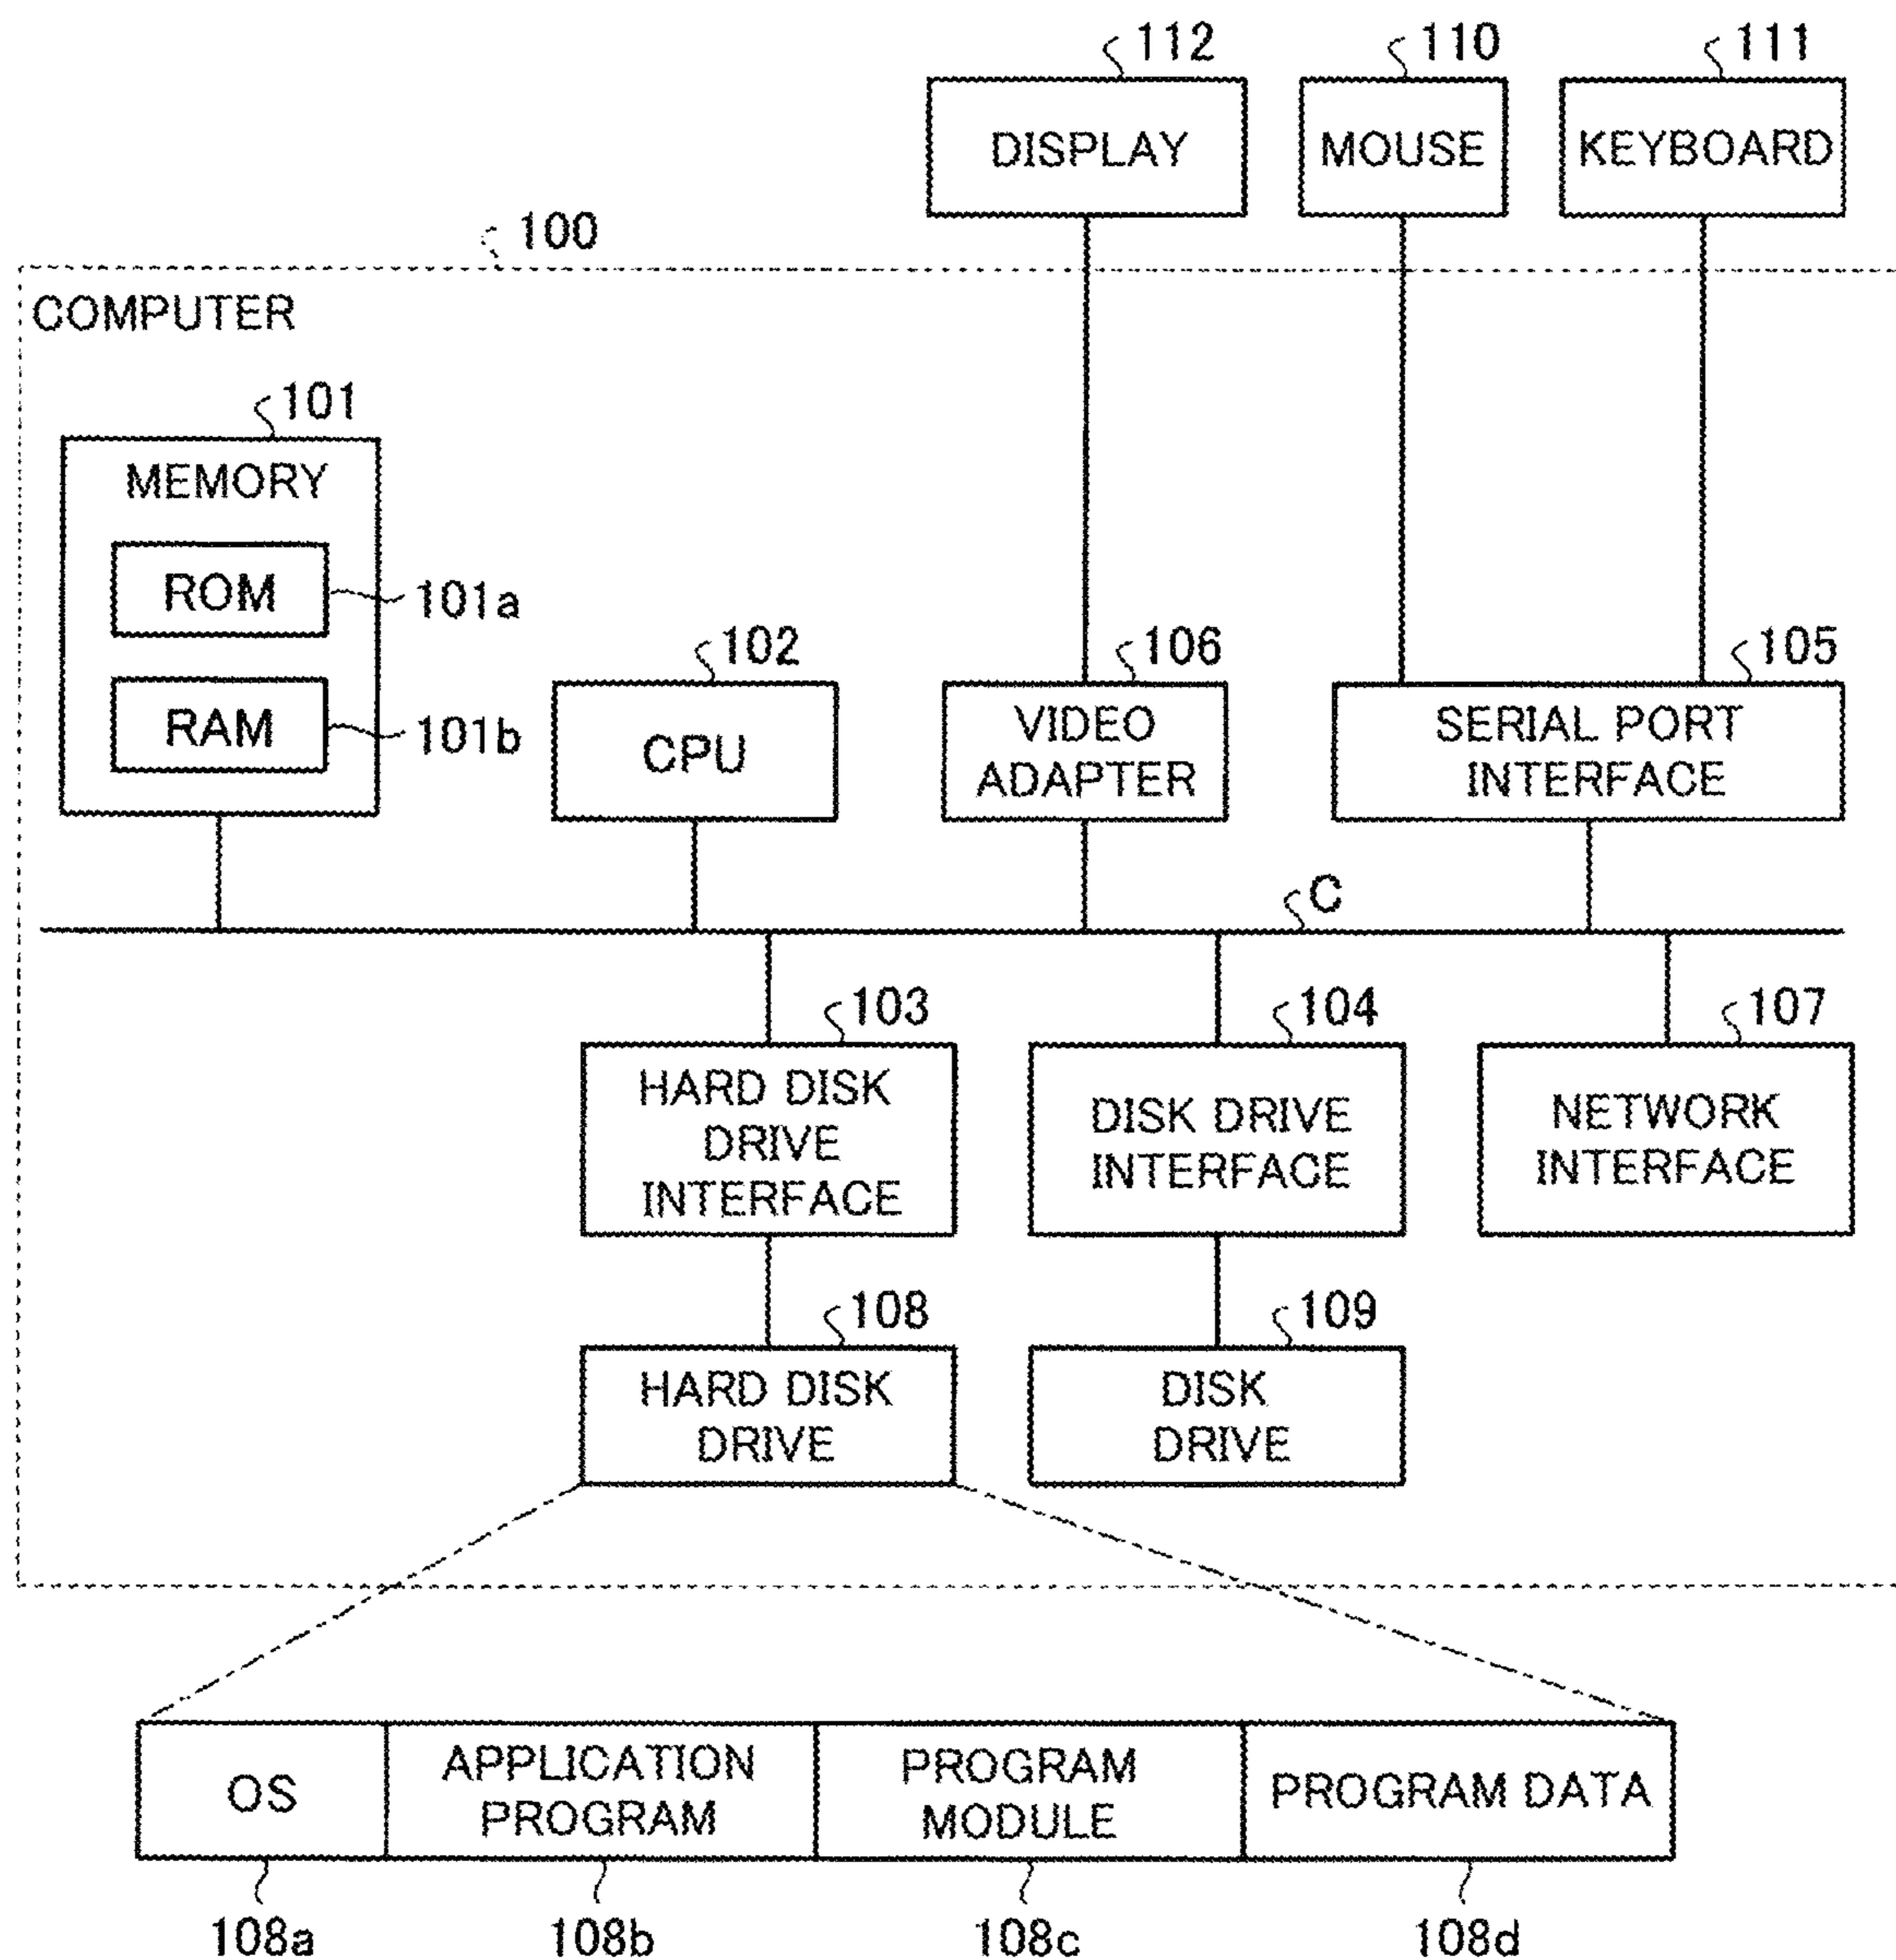 112
110
111
DISPLAY
MOUSE
KEYBOARD
100
COMPUTER
101
MEMORY
ROM
101a
RAM
101b
102
CPU
106
VIDEO
ADAPTER
105
SERIAL PORT
INTERFACE
C
103
HARD DISK
DRIVE
INTERFACE
104
DISK DRIVE
INTERFACE
107
NETWORK
INTERFACE
108
HARD DISK
DRIVE
109
DISK
DRIVE
OS
APPLICATION
PROGRAM
PROGRAM
MODULE
PROGRAM DATA
108a
108b
108c
108d